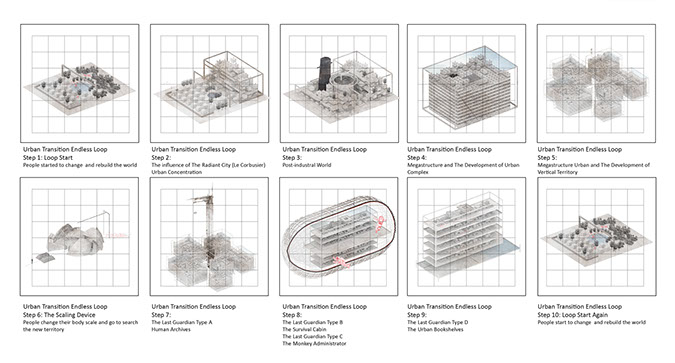 Urban Transition Endless Loop
Step 1: Loop Start
People started to change and rebuild the world
Urban Transition Endless Loop
Step 2:
The influence of The Radiant City (Le Corbusier)
Urban Concentration
Urban Transition Endless Loop
Step 3:
Post-industrial World
Urban Transition Endless Loop
Step 4:
Megastructure and The Development of Urban
Complex
Urban Transition Endless Loop
Step 5:
Megastructure Urban and The Development of
Vertical Territory
Urban Transition Endless Loop
Step 6: The Scaling Device
People change their body scale and go to search
the new territory
Urban Transition Endless Loop
Step 7:
The Last Guardian Type A
Human Archives
Urban Transition Endless Loop
Step 8:
The Last Guardian Type B
The Survival Cabin
The Last Guardian Type C
The Monkey Administrator
Urban Transition Endless Loop
Step 9:
The Last Guardian Type D
The Urban Bookshelves
Urban Transition Endless Loop
Step 10: Loop Start Again
People start to change and rebuild the world